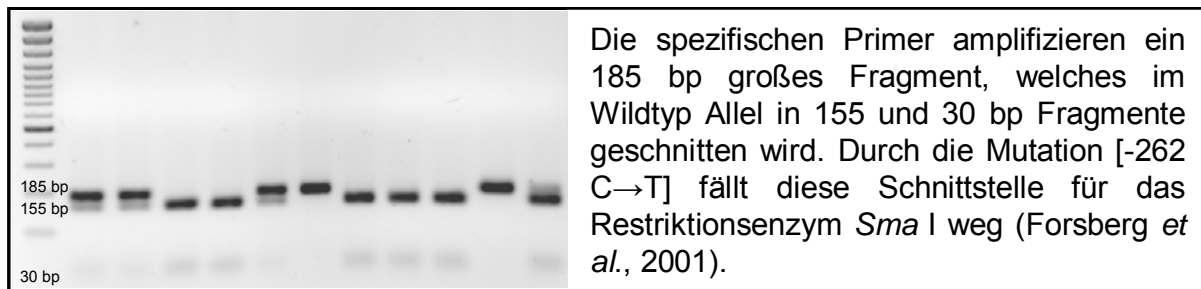 185 bp
155 bp
30 bp
Die spezifischen Primer amplifizieren ein
185 bp großes Fragment, welches im
Wildtyp Allel in 155 und 30 bp Fragmente
geschnitten wird. Durch die Mutation [-262
C→T] fällt diese Schnittstelle für das
Restriktionsenzym Sma I weg (Forsberg et
al., 2001).